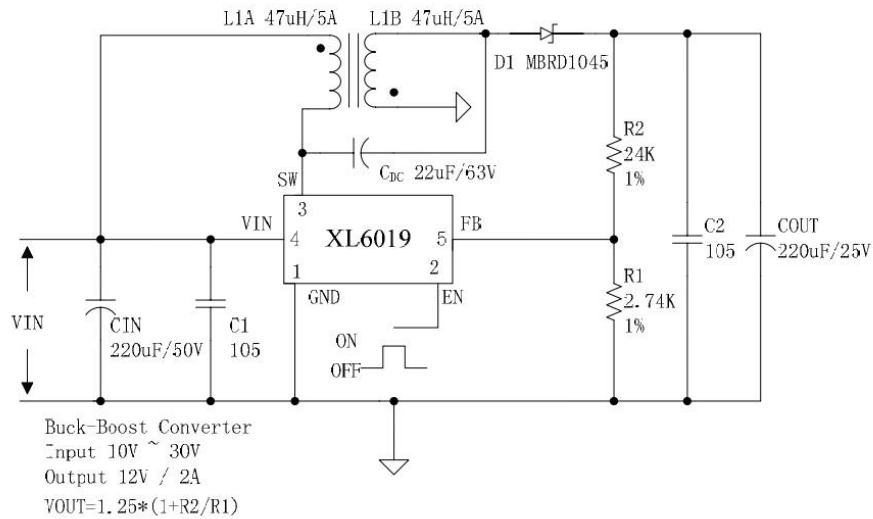 L1A 47uH/5A
L1B 47uH/5A
D1 MBRD1045
R2
24K
1%
CDC 22uF/63V
SW
3
VIN
4
XL6019
5
FB
1
2
GND
EN
C2
105
COUT
220uF/25V
R1
2.74K
1%
VIN
CIN
220uF/50V
C1
105
ON
OFF
Buck-Boost Converter
Input 10V ~ 30V
Output 12V / 2A
VOUT=1.25*(1+R2/R1)